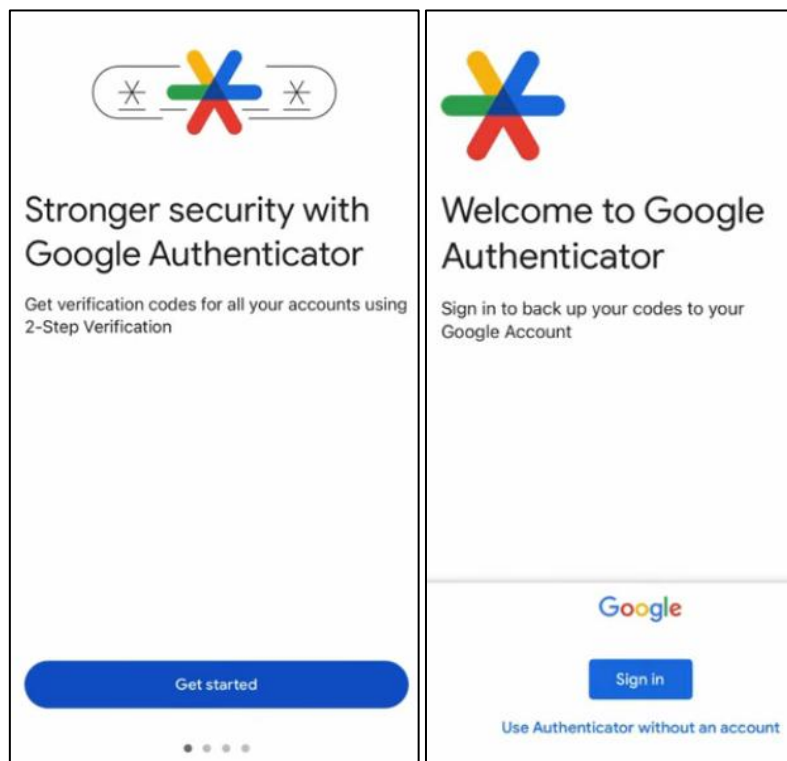 Stronger security with
Google Authenticator
Get verification codes for all your accounts using
2-Step Verification
Get started
Welcome to Google
Authenticator
Sign in to back up your codes to your
Google Account
Google
Sign in
Use Authenticator without an account